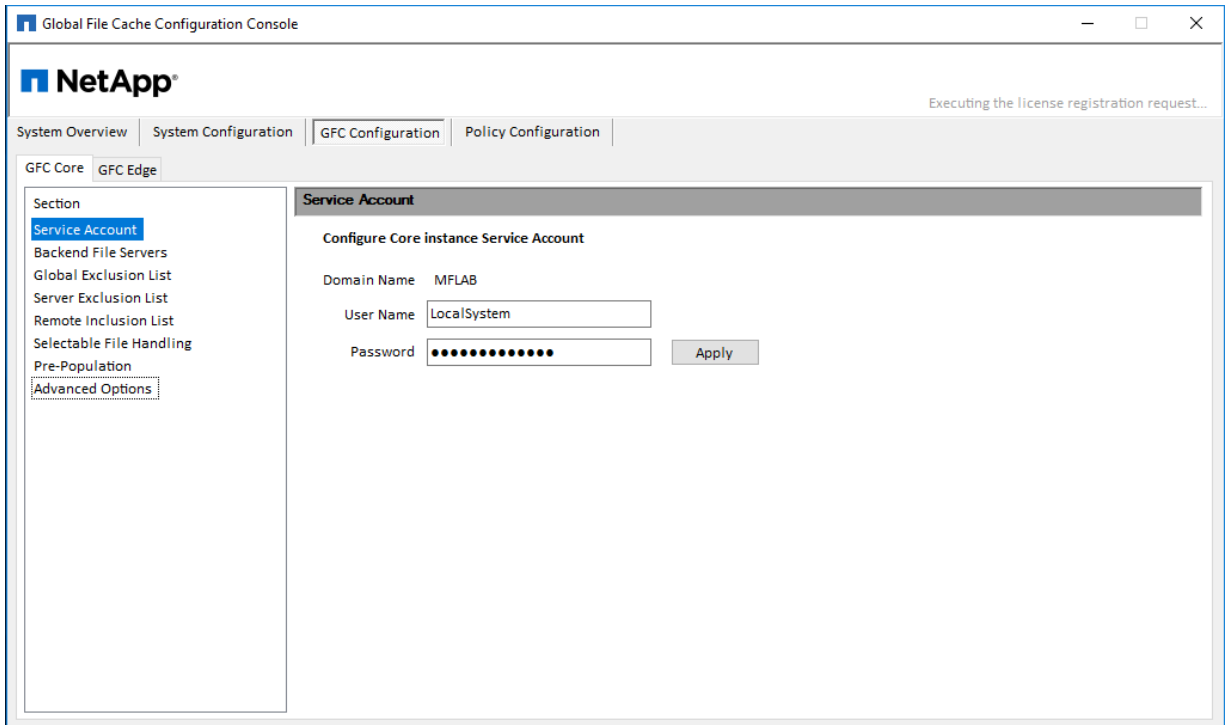 Global File Cache Configuration Console
NetApp®
Executing the license registration request...
System Overview System Configuration GFC Configuration Policy Configuration
GFC Core GFC Edge
Section
Service Account
Backend File Servers
Global Exclusion List
Server Exclusion List
Remote Inclusion List
Selectable File Handling
Pre-Population
Advanced Options
Service Account
Configure Core instance Service Account
Domain Name MFLAB
User Name LocalSystem
Password ●●●●●●●●●●●●● Apply